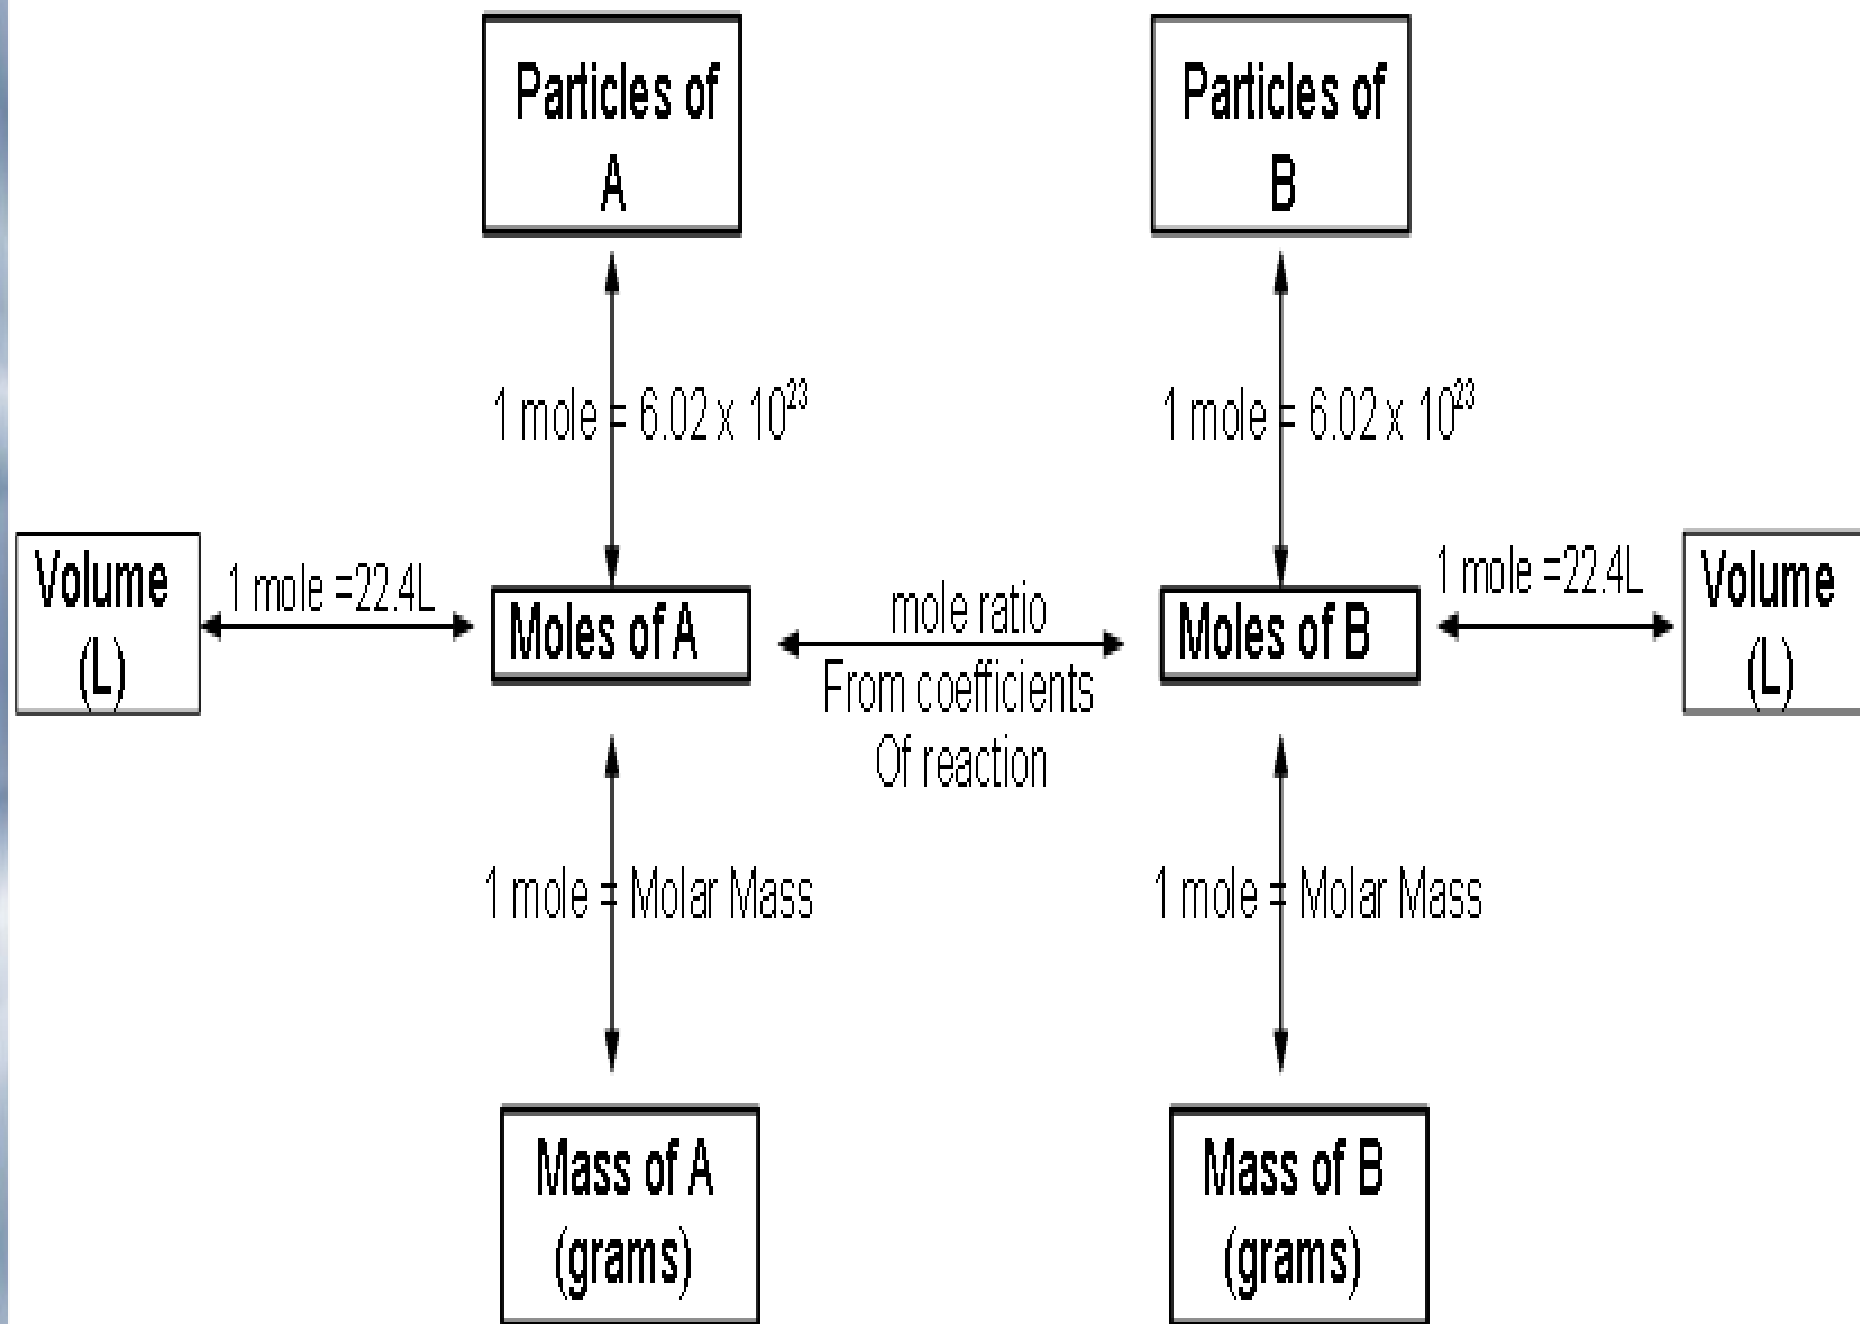 Particles of
A
Particles of
B
1 mole = 6.02 x 10²³
1 mole = 6.02 x 10²³
Volume
(L)
1 mole =22.4L
Moles of A
mole ratio
From coefficients
Of reaction
Moles of B
1 mole =22.4L
Volume
(L)
1 mole = Molar Mass
1 mole = Molar Mass
Mass of A
(grams)
Mass of B
(grams)